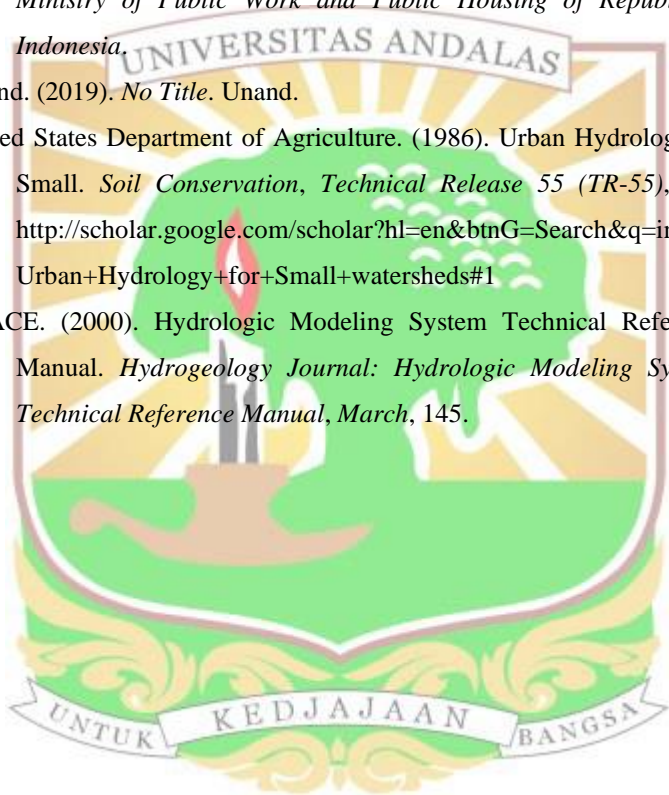 Ministry of Public Work and Public Housing of Repub
Indonesia.
UNIVERSITAS ANDALAS
nd. (2019). No Title. Unand.
ed States Department of Agriculture. (1986). Urban Hydrolog
Small. Soil Conservation, Technical Release 55 (TR-55),
http://scholar.google.com/scholar?hl=en&btnG=Search&q=in
Urban+Hydrology+for+Small+watersheds#1
ACE. (2000). Hydrologic Modeling System Technical Refe
Manual. Hydrogeology Journal: Hydrologic Modeling Sy
Technical Reference Manual, March, 145.
UNTUK KEDJAJAAN BANGSA